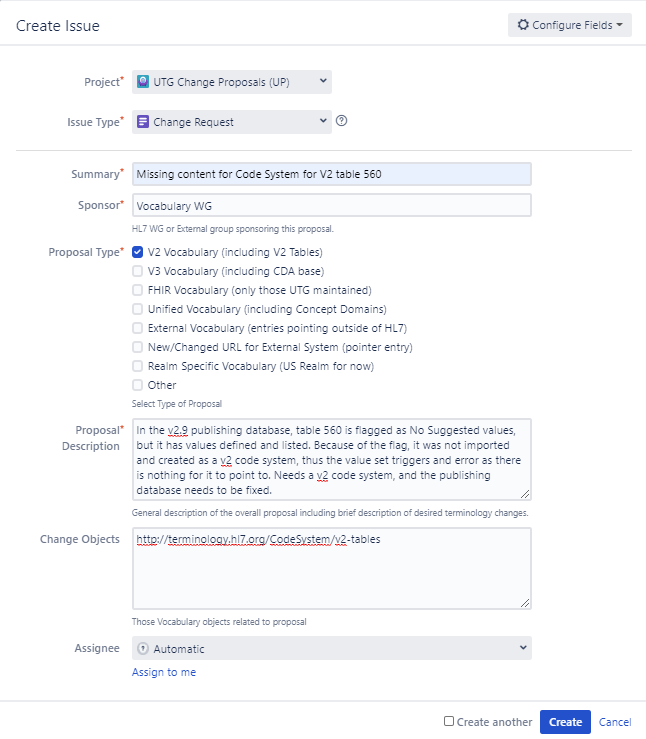 Create Issue
Configure Fields
Project*
UTG Change Proposals (UP)
Issue Type*
Change Request
Summary*
Missing content for Code System for V2 table 560
Sponsor*
Vocabulary WG
HL7 WG or External group sponsoring this proposal.
Proposal Type*
V2 Vocabulary (including V2 Tables)
V3 Vocabulary (including CDA base)
FHIR Vocabulary (only those UTG maintained)
Unified Vocabulary (including Concept Domains)
External Vocabulary (entries pointing outside of HL7)
New/Changed URL for External System (pointer entry)
Realm Specific Vocabulary (US Realm for now)
Other
Select Type of Proposal
Proposal*
Description
In the v2.9 publishing database, table 560 is flagged as No Suggested values,
but it has values defined and listed. Because of the flag, it was not imported
and created as a v2 code system, thus the value set triggers and error as there
is nothing for it to point to. Needs a v2 code system, and the publishing
database needs to be fixed.
General description of the overall proposal including brief description of desired terminology changes.
Change Objects
http://terminology.hl7.org/CodeSystem/v2-tables
Those Vocabulary objects related to proposal
Assignee
Automatic
Assign to me
Create another
Create
Cancel